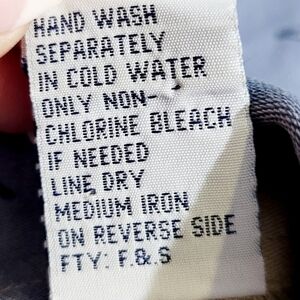 HAND WASH
SEPARATELY
IN COLD WATER
ONLY NON-
CHLORINE BLEACH
IF NEEDED
LINE DRY
MEDIUM IRON
ON REVERSE SIDE
FTY: F.&.S